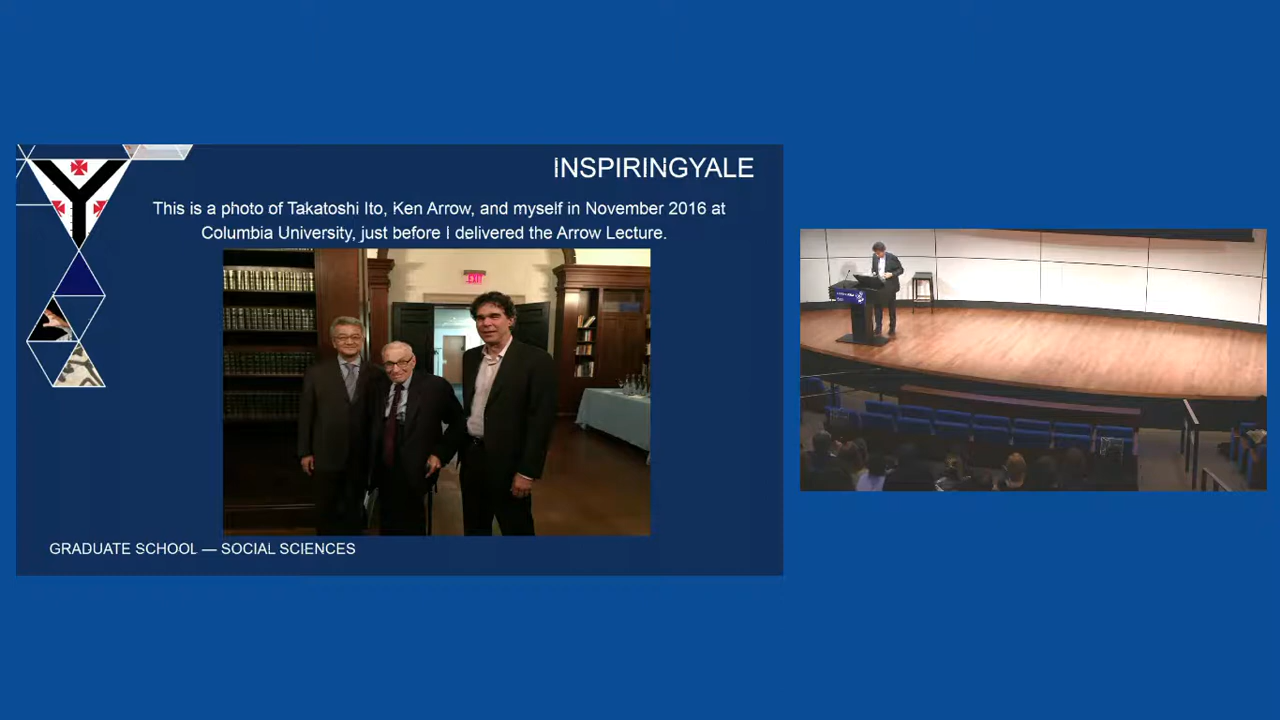 INSPIRINGYALE
This is a photo of Takatoshi Ito, Ken Arrow, and myself in November 2016 at
Columbia University, just before I delivered the Arrow Lecture.
EXIT
GRADUATE SCHOOL — SOCIAL SCIENCES